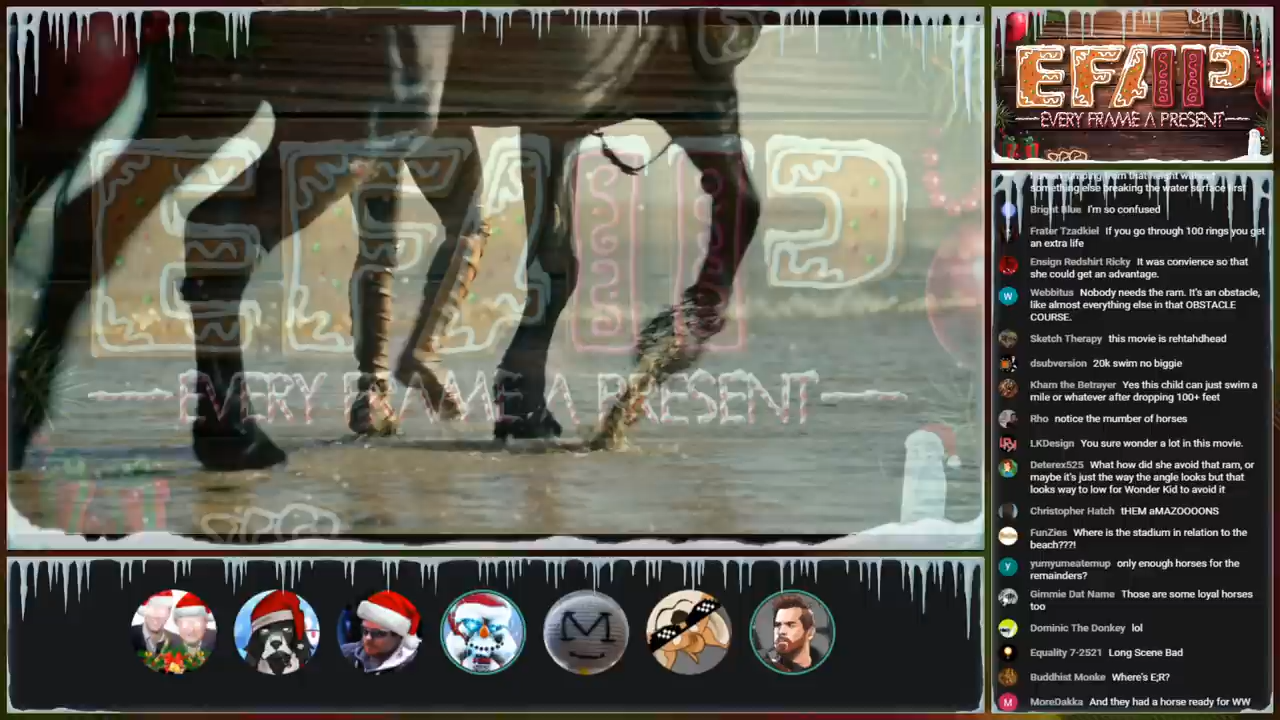 EFAP
EVERY FRAME A PRESENT
EFAP
EVERY FRAME A PRESENT
something else breaking the water surface first
Bright Blue I'm so confused
Frater Tzadkiel If you go through 100 rings you get
an extra life
Ensign Redshirt Ricky It was convience so that
she could get an advantage.
W Webbitus Nobody needs the ram. It's an obstacle,
like almost everything else in that OBSTACLE
COURSE.
Sketch Therapy this movie is rehtahdhead
dsubversion 20k swim no biggie
Kham the Betrayer Yes this child can just swim a
mile or whatever after dropping 100+ feet
Rho notice the mumber of horses
LKDesign You sure wonder a lot in this movie.
Deterex525 What how did she avoid that ram, or
maybe it's just the way the angle looks but that
looks way to low for Wonder Kid to avoid it
Christopher Hatch tHEM aMAZOOOONS
FunZies Where is the stadium in relation to the
beach???!
y yumyumeatemup only enough horses for the
remainders?
Gimmie Dat Name Those are some loyal horses
too
Dominic The Donkey lol
Equality 7-2521 Long Scene Bad
Buddhist Monke Where's E;R?
M MoreDakka And they had a horse ready for WW
M